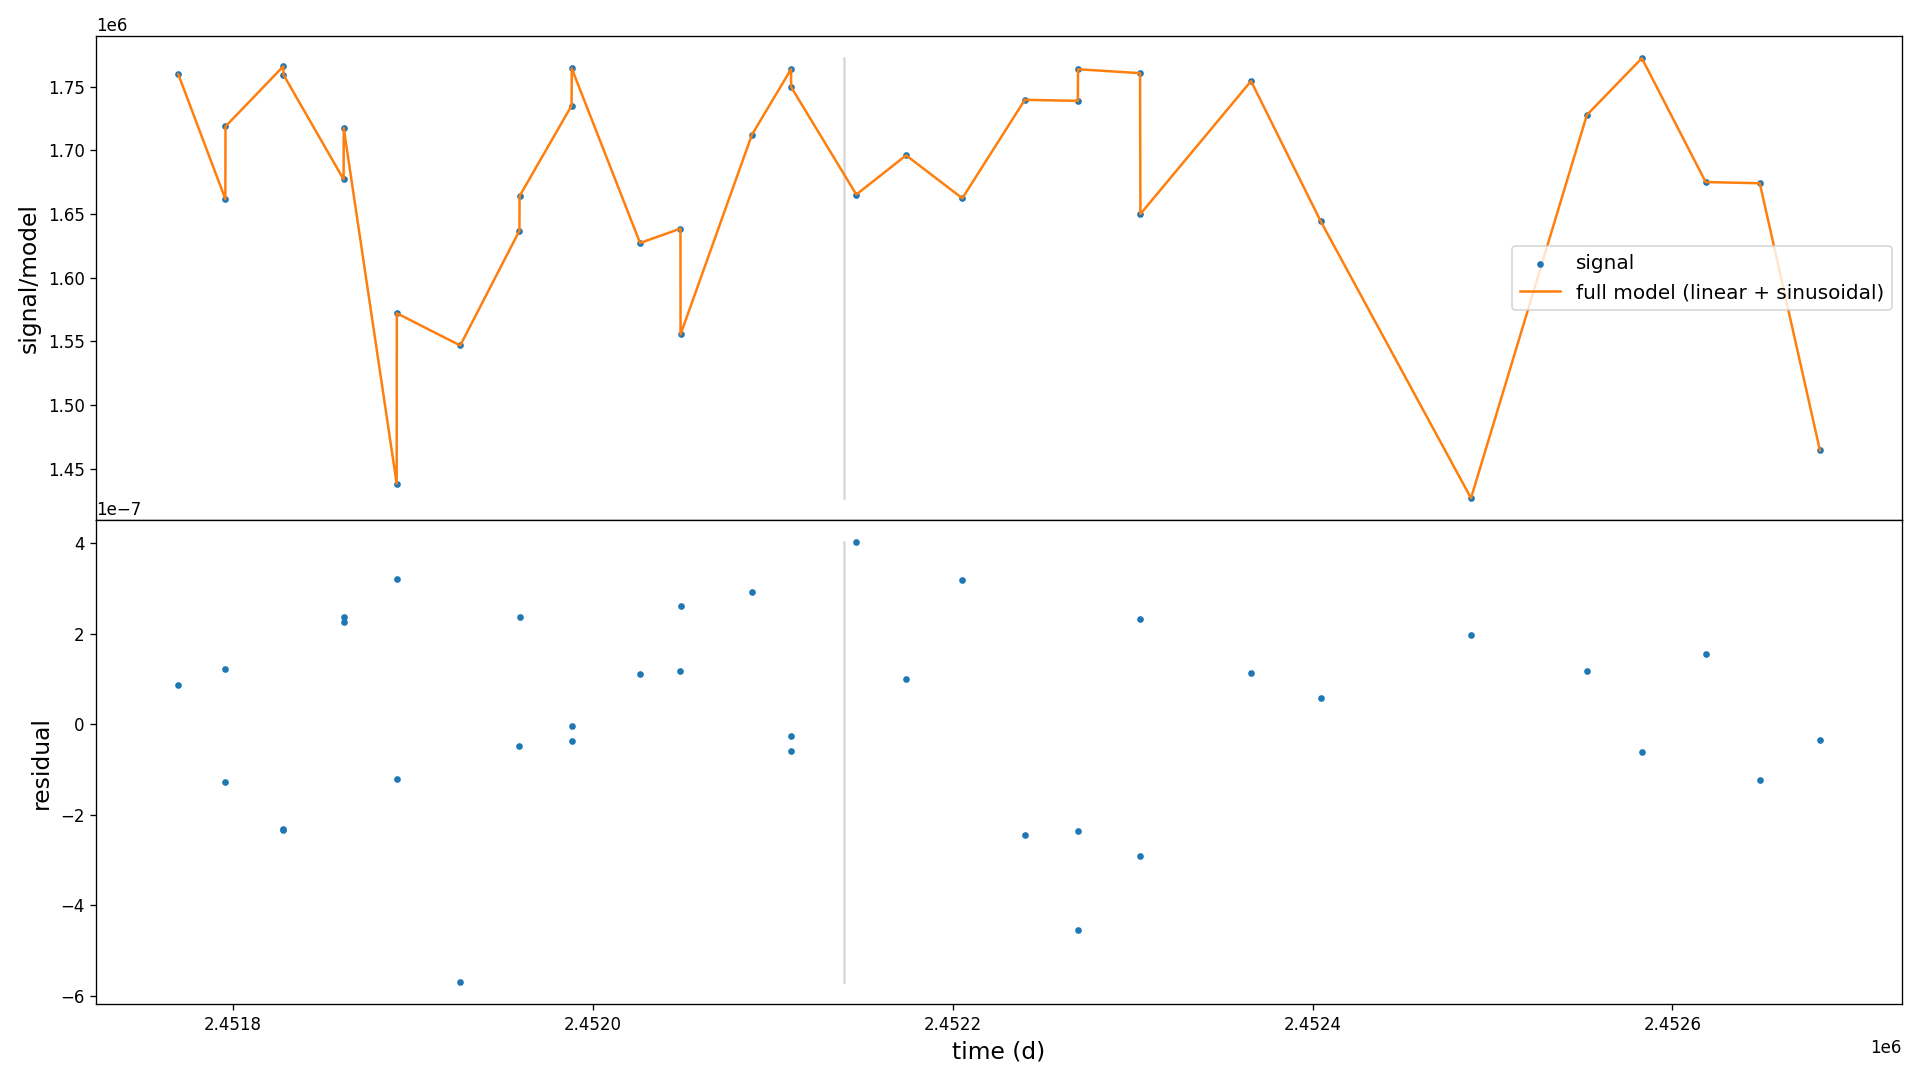 1e6
1.75
1.70
1.65
1.60
1.55
1.50
1.45
signal/model
signal
full model (linear + sinusoidal)
1e−7
4
2
0
−2
−4
−6
residual
2.4518
2.4520
2.4522
2.4524
2.4526
1e6
time (d)